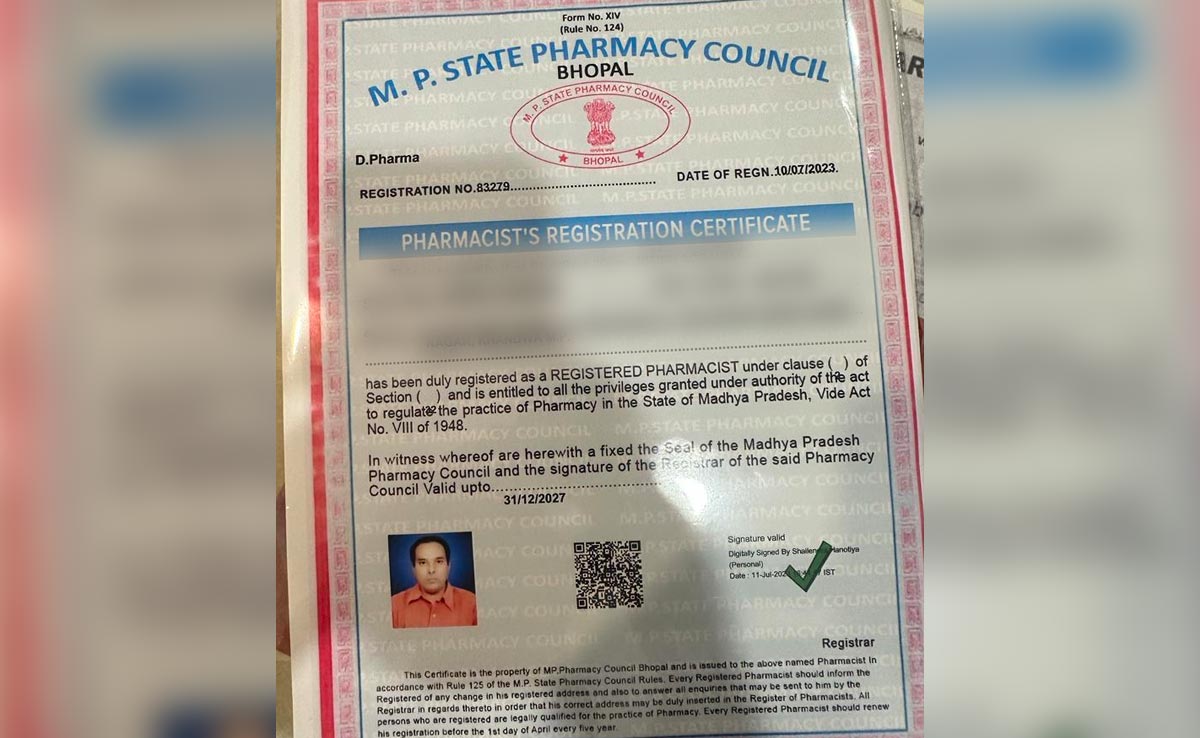 Form No. XIV
(Rule No. 124)
M. P. STATE PHARMACY COUNCIL
BHOPAL
M. P. STATE PHARMACY COUNCIL
BHOPAL
D.Pharma
REGISTRATION NO.83279
DATE OF REGN.10/07/2023.
PHARMACIST'S REGISTRATION CERTIFICATE
has been duly registered as a REGISTERED PHARMACIST under clause ( ) of
Section ( ) and is entitled to all the privileges granted under authority of the act
to regulate the practice of Pharmacy in the State of Madhya Pradesh, Vide Act
No. VIII of 1948.
In witness whereof are herewith a fixed the Seal of the Madhya Pradesh
Pharmacy Council and the signature of the Registrar of the said Pharmacy
Council Valid upto
31/12/2027
Signature valid
Digitally Signed By
(Personal)
Date : 11-Jul- IST
Registrar
This Certificate is the property of MP.Pharmacy Council Bhopal and is issued to the above named Pharmacist In
accordance with Rule 125 of the M.P. State Pharmacy Council Rules. Every Registered Pharmacist should inform the
Registered of any change in his registered address and also to answer all enquiries that may be sent to him by the
Registrar in regards thereto in order that his correct address may be duly inserted in the Register of Pharmacists. All
persons who are registered are legally qualified for the practice of Pharmacy. Every Registered Pharmacist should renew
his registration before the 1st day of April every five year.